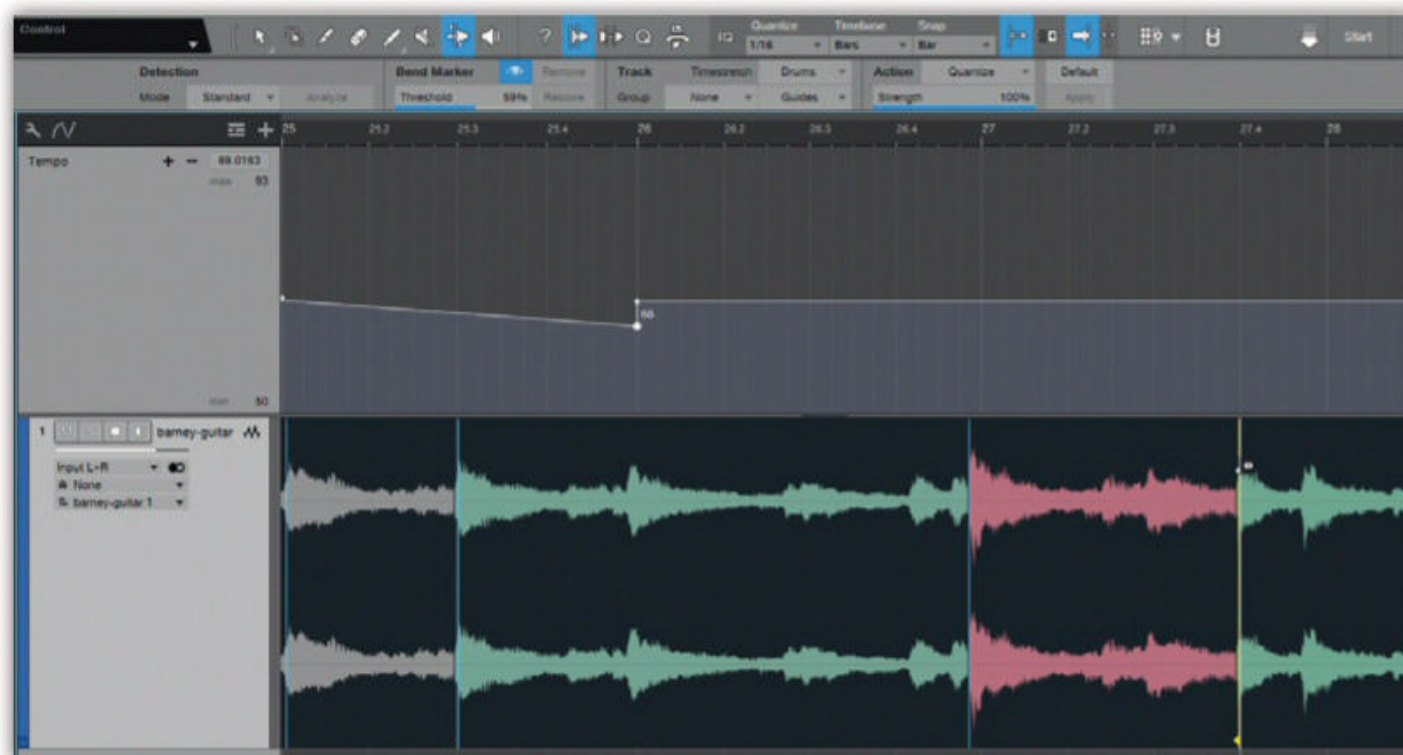 Control
Quantize Timebase Snap
IQ 1/16 Bars Bar Start
Detection Bend Marker Remove Track Timestretch Drums Action Quantize Default
Mode Standard Analyze Threshold 59% Restore Group None Guides Strength 100% Apply
25 25.2 25.3 25.4 26 26.2 26.3 26.4 27 27.2 27.3 27.4 28
Tempo + - 69.0163
max 93
66
min 50
1 barney-guitar
Input L+R
None
barney-guitar 1